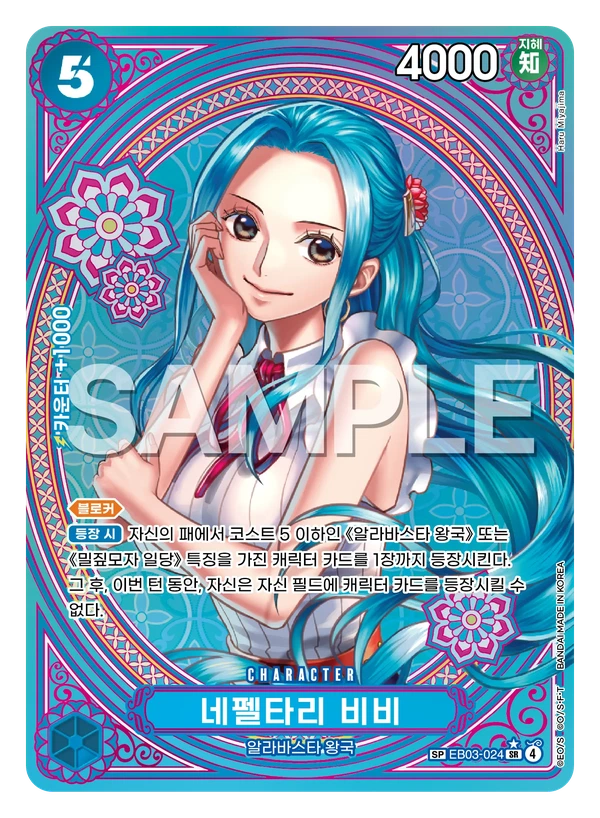 5
4000
지혜
知
Haru Miyajima
카운터+1000
SAMPLE
블로커
등장 시 자신의 패에서 코스트 5 이하인 《알라바스타 왕국》 또는
《밀짚모자 일당》 특징을 가진 캐릭터 카드를 1장까지 등장시킨다.
그 후, 이번 턴 동안, 자신은 자신 필드에 캐릭터 카드를 등장시킬 수
없다.
CHARACTER
네펠타리 비비
알라바스타 왕국
SP EB03-024 SR 4
©E.O/S ©O/S·F·T BANDAI MADE IN KOREA